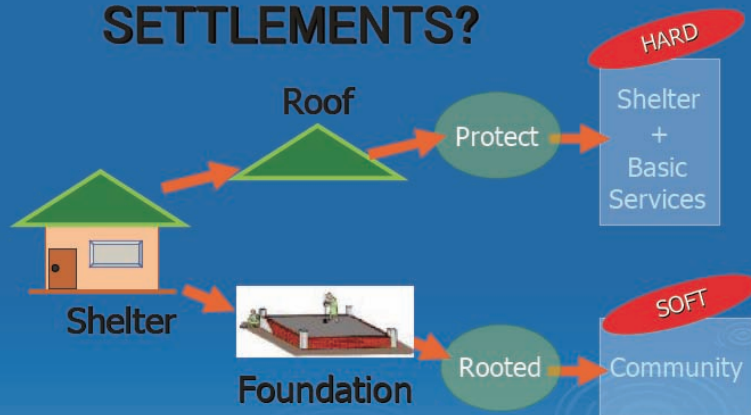 SETTLEMENTS?
HARD
Roof
Shelter
+
Basic
Services
Protect
Shelter
SOFT
Foundation
Rooted
Community